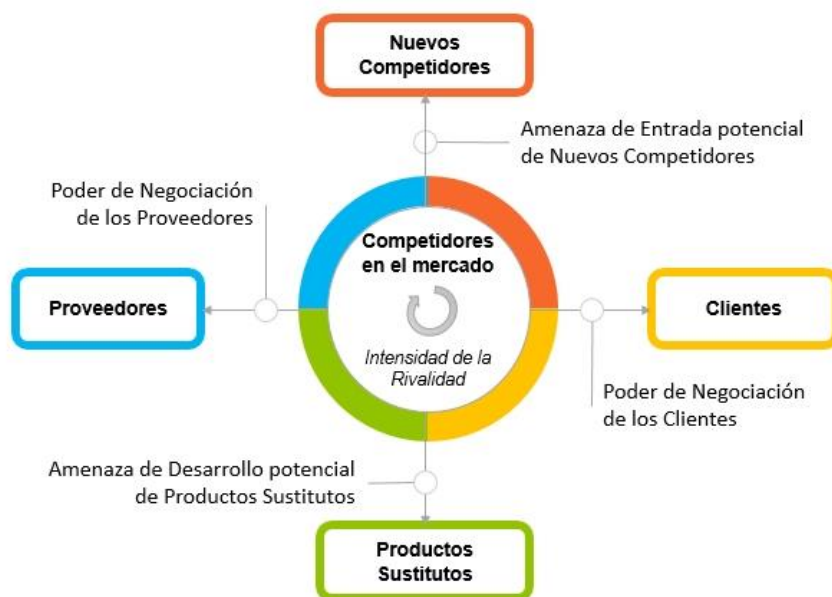 Nuevos
Competidores
Amenaza de Entrada potencial
de Nuevos Competidores
Poder de Negociación
de los Proveedores
Competidores
en el mercado
Proveedores
Clientes
Intensidad de la
Rivalidad
Poder de Negociación
de los Clientes
Amenaza de Desarrollo potencial
de Productos Sustitutos
Productos
Sustitutos